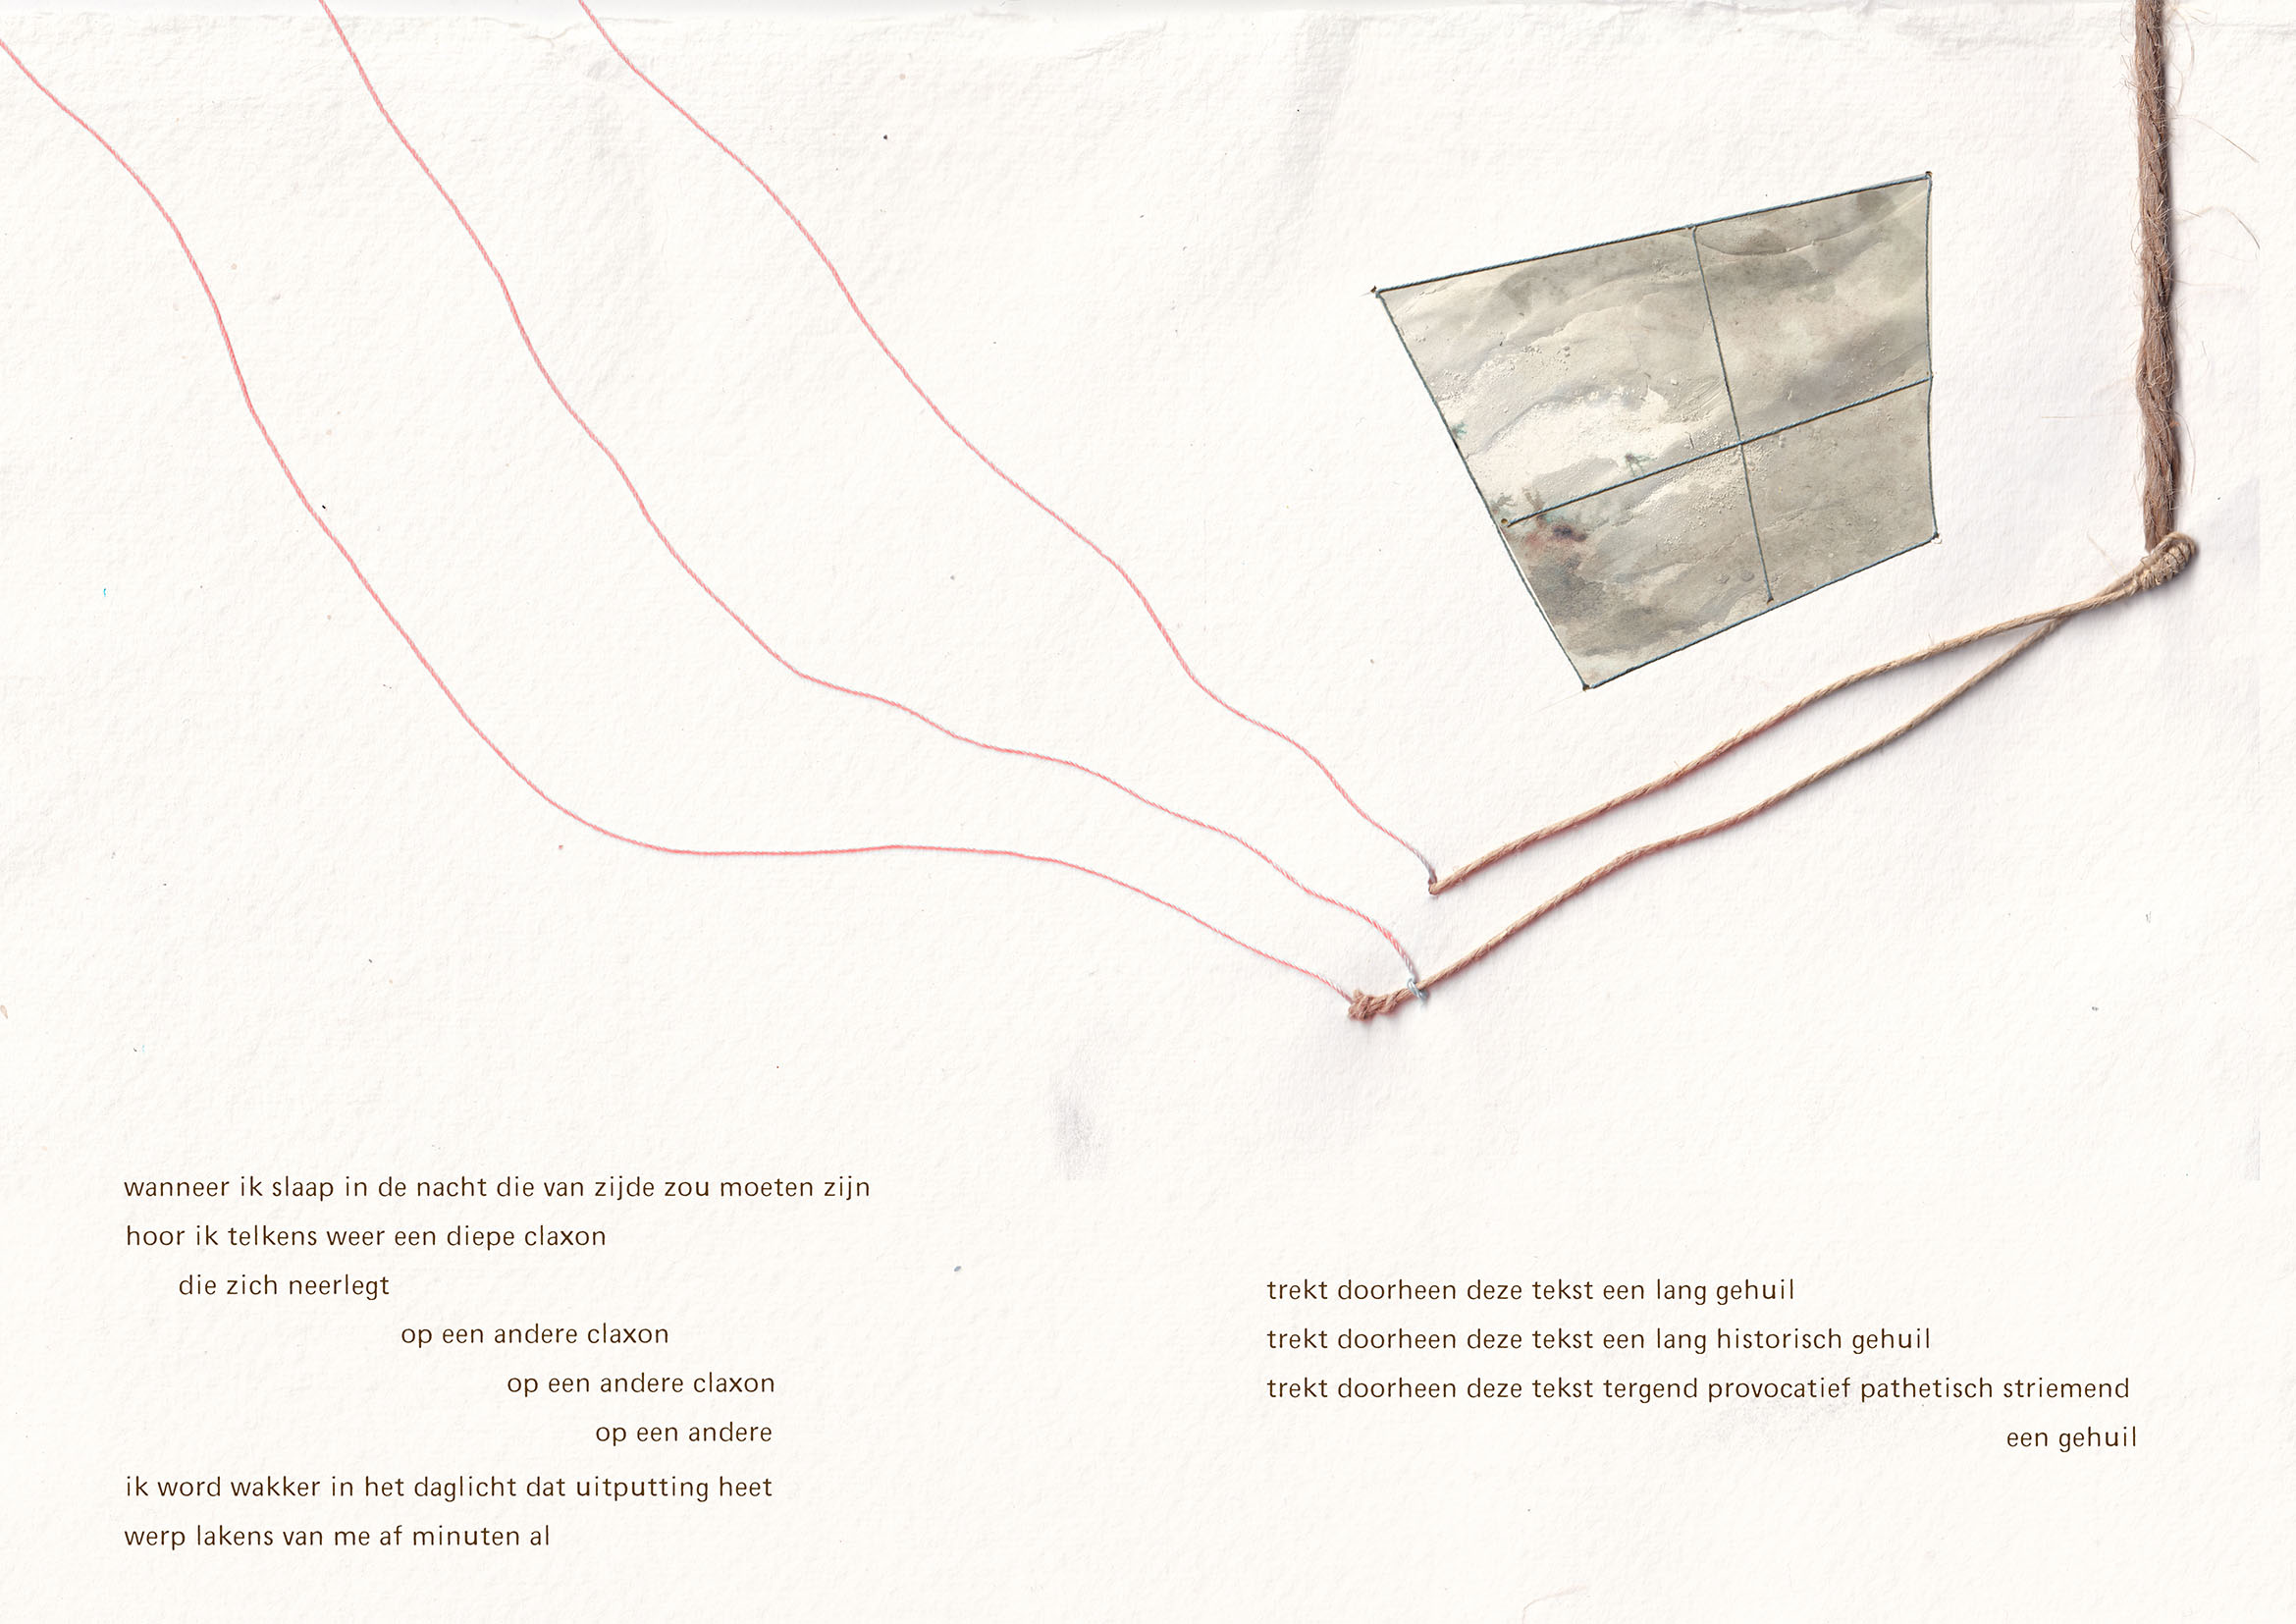 wanneer ik slaap in de nacht die van zijde zou moeten zijn
hoor ik telkens weer een diepe claxon
die zich neerlegt
op een andere claxon
op een andere claxon
op een andere
ik word wakker in het daglicht dat uitputting heet
werp lakens van me af minuten al
trekt doorheen deze tekst een lang gehuil
trekt doorheen deze tekst een lang historisch gehuil
trekt doorheen deze tekst tergend provocatief pathetisch striemend
een gehuil